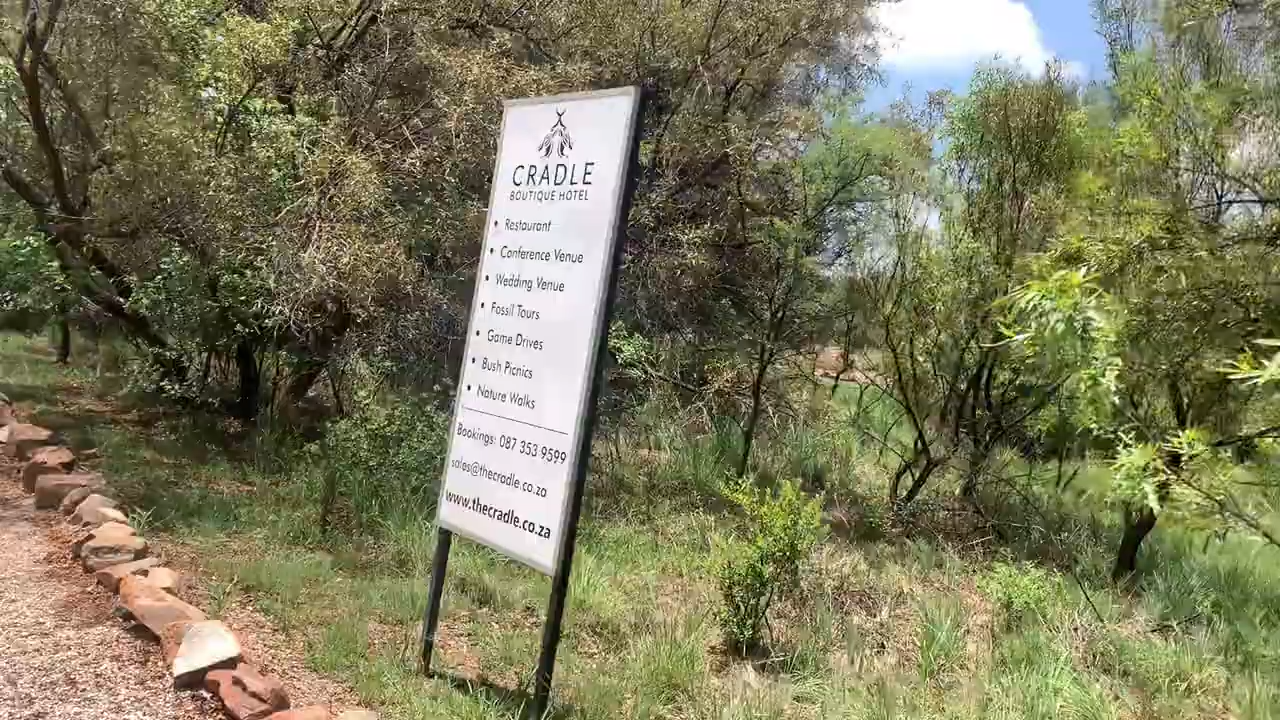 CRADLE
BOUTIQUE HOTEL
• Restaurant
• Conference Venue
• Wedding Venue
• Fossil Tours
• Game Drives
• Bush Picnics
• Nature Walks
Bookings: 087 353 9599
sales@thecradle.co.za
www.thecradle.co.za